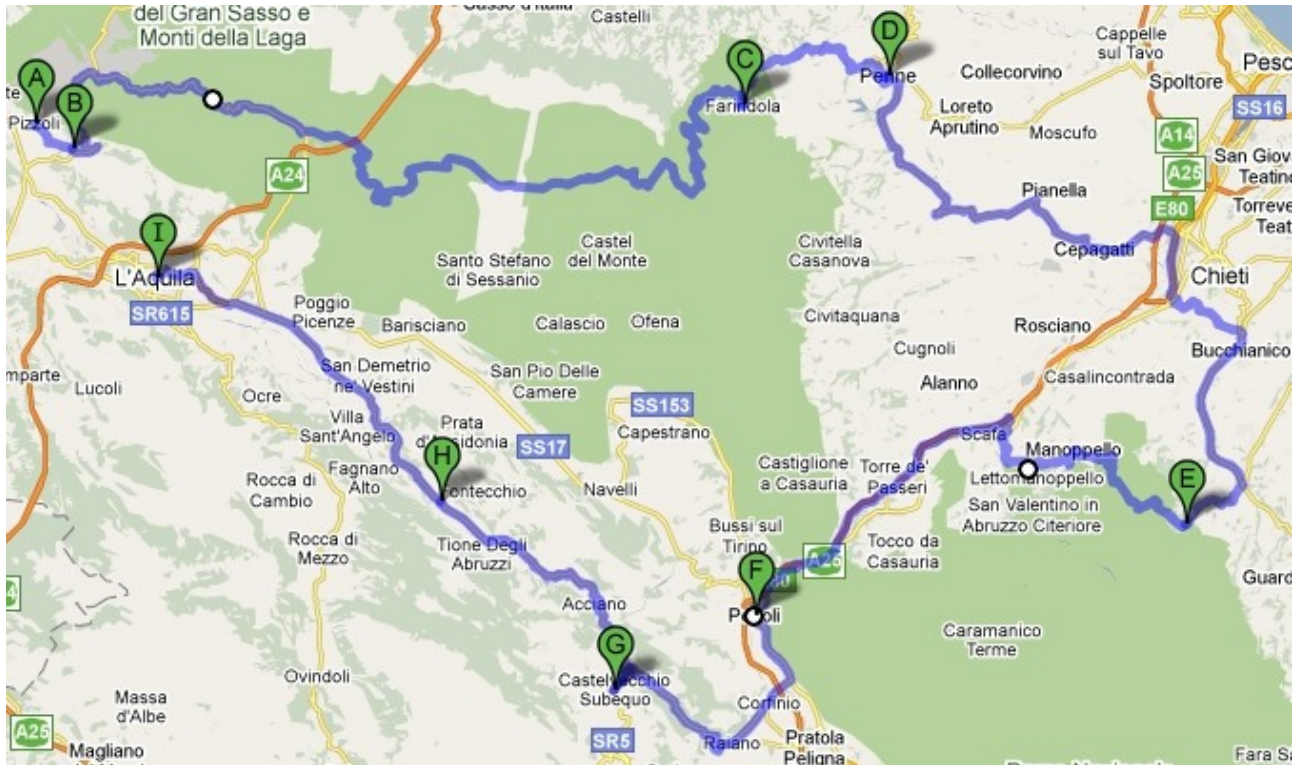 del Gran Sasso e
Monti della Laga
Castelli
Cappelle
sul Tavo
A
B
C
D
Pizzoli
Penne
Collecorvino
Spoltore
Farindola
Loreto
Aprutino
Moscufo
SS16
A14
A24
A25
San Giov
Teatino
Pianella
E80
Torreve
Teat
I
L'Aquila
Castel
del Monte
Civitella
Casanova
Cepagatti
Santo Stefano
di Sessanio
Chieti
SR615
Poggio
Picenze
Barisciano
Calascio
Ofena
Civitaquana
Rosciano
Cugnoli
Bucchianico
Lucoli
San Demetrio
ne' Vestini
San Pio Delle
Camere
Alanno
Casalincontrada
Ocre
SS153
Villa
Sant'Angelo
Prata
Capestrano
SS17
Scafa
Manoppello
H
Fagnano
Alto
Castiglione
a Casauria
Torre de'
Passeri
Lettomanoppello
E
Rocca di
Cambio
Fontecchio
Navelli
San Valentino in
Abruzzo Citeriore
Rocca di
Mezzo
Tione Degli
Abruzzi
Bussi sul
Tirino
Tocco da
Casauria
A25
F
Acciano
Caramanico
Terme
G
Ovindoli
Castelvecchio
Subequo
Massa
d'Albe
Corfinio
A25
SR5
Raiano
Pratola
Peligna
Magliano